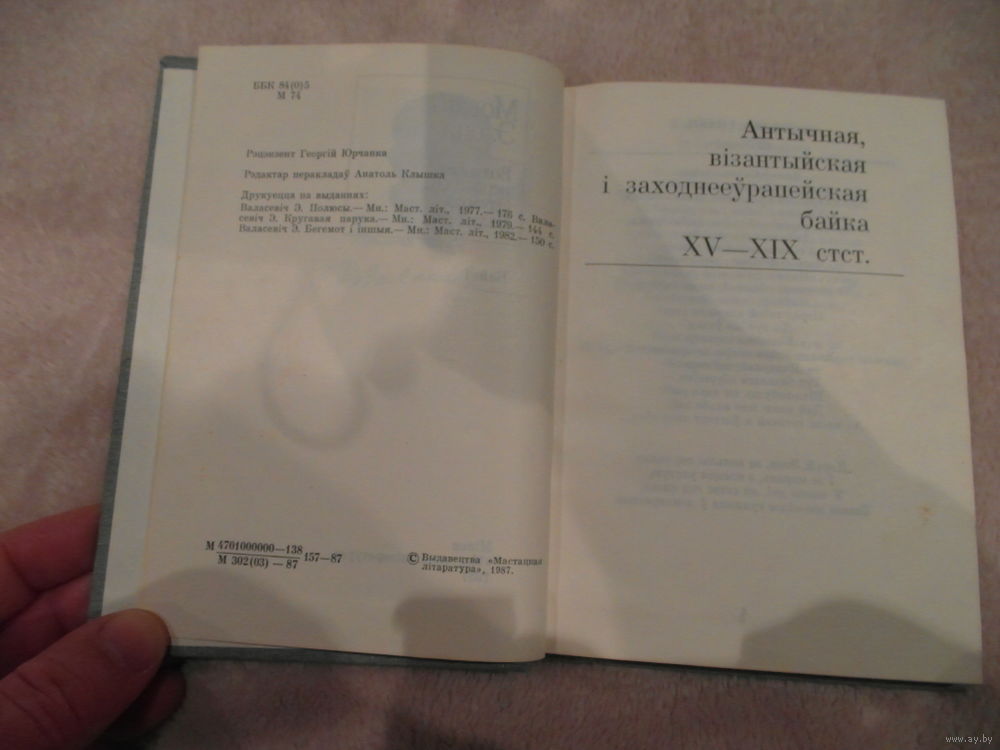 ББК 84(0)5
М 74
Рэцэнзент Георгій Юрчанка
Рэдактар перакладаў Анатоль Клышка
Друкуецца па выданнях:
Валасевіч Э. Полюсы.— Мн.: Маст. літ., 1977.— 176 с. Вала-
севіч Э. Кругавая парука.— Мн.: Маст. літ., 1979.— 144 с.
Валасевіч Э. Бегемот і іншыя.— Мн.: Маст. літ., 1982.— 150 с.
М 4701000000—138
М 302(03) — 87
157—87
© Выдавецтва «Мастацкая
літаратура», 1987.
Антычная,
візантыйская
і заходнееўрапейская
байка
XV—XIX стст.
www.ay.by